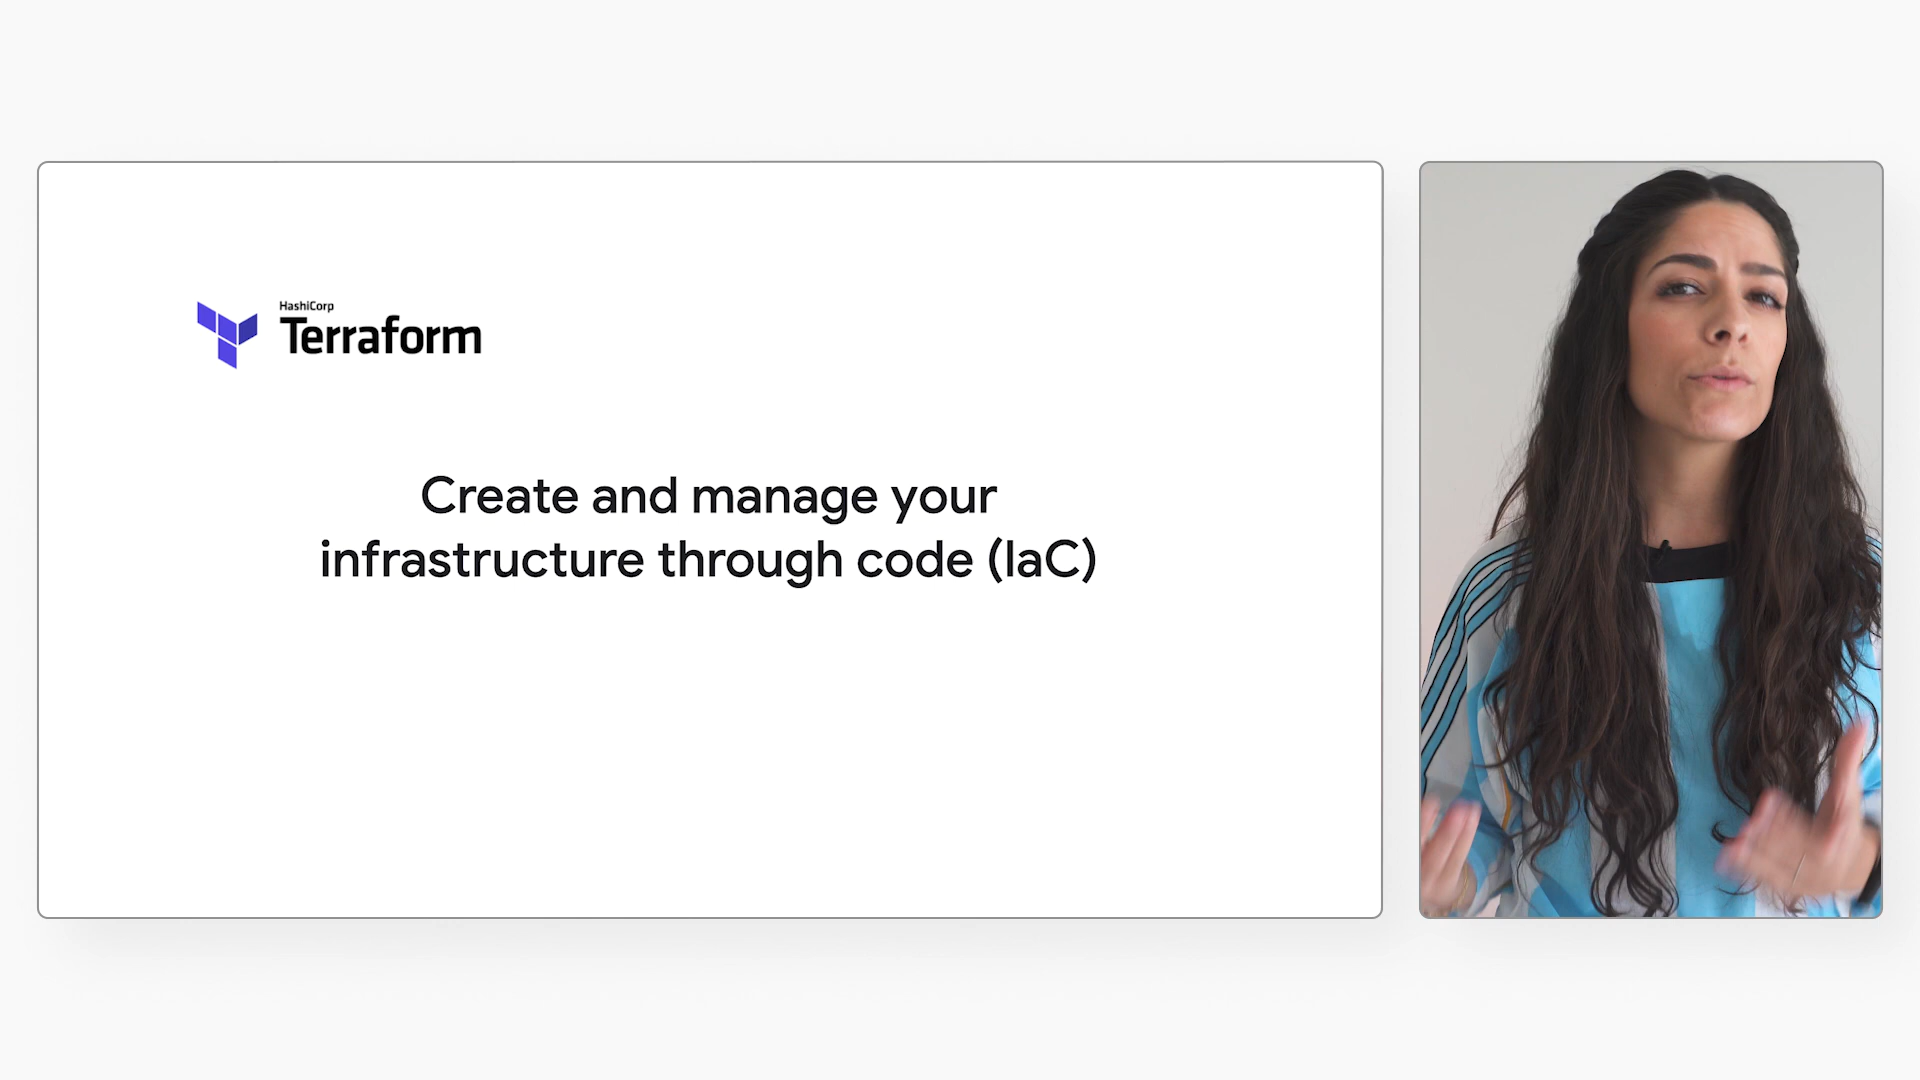 HashiCorp
Terraform
Create and manage your
infrastructure through code (IaC)